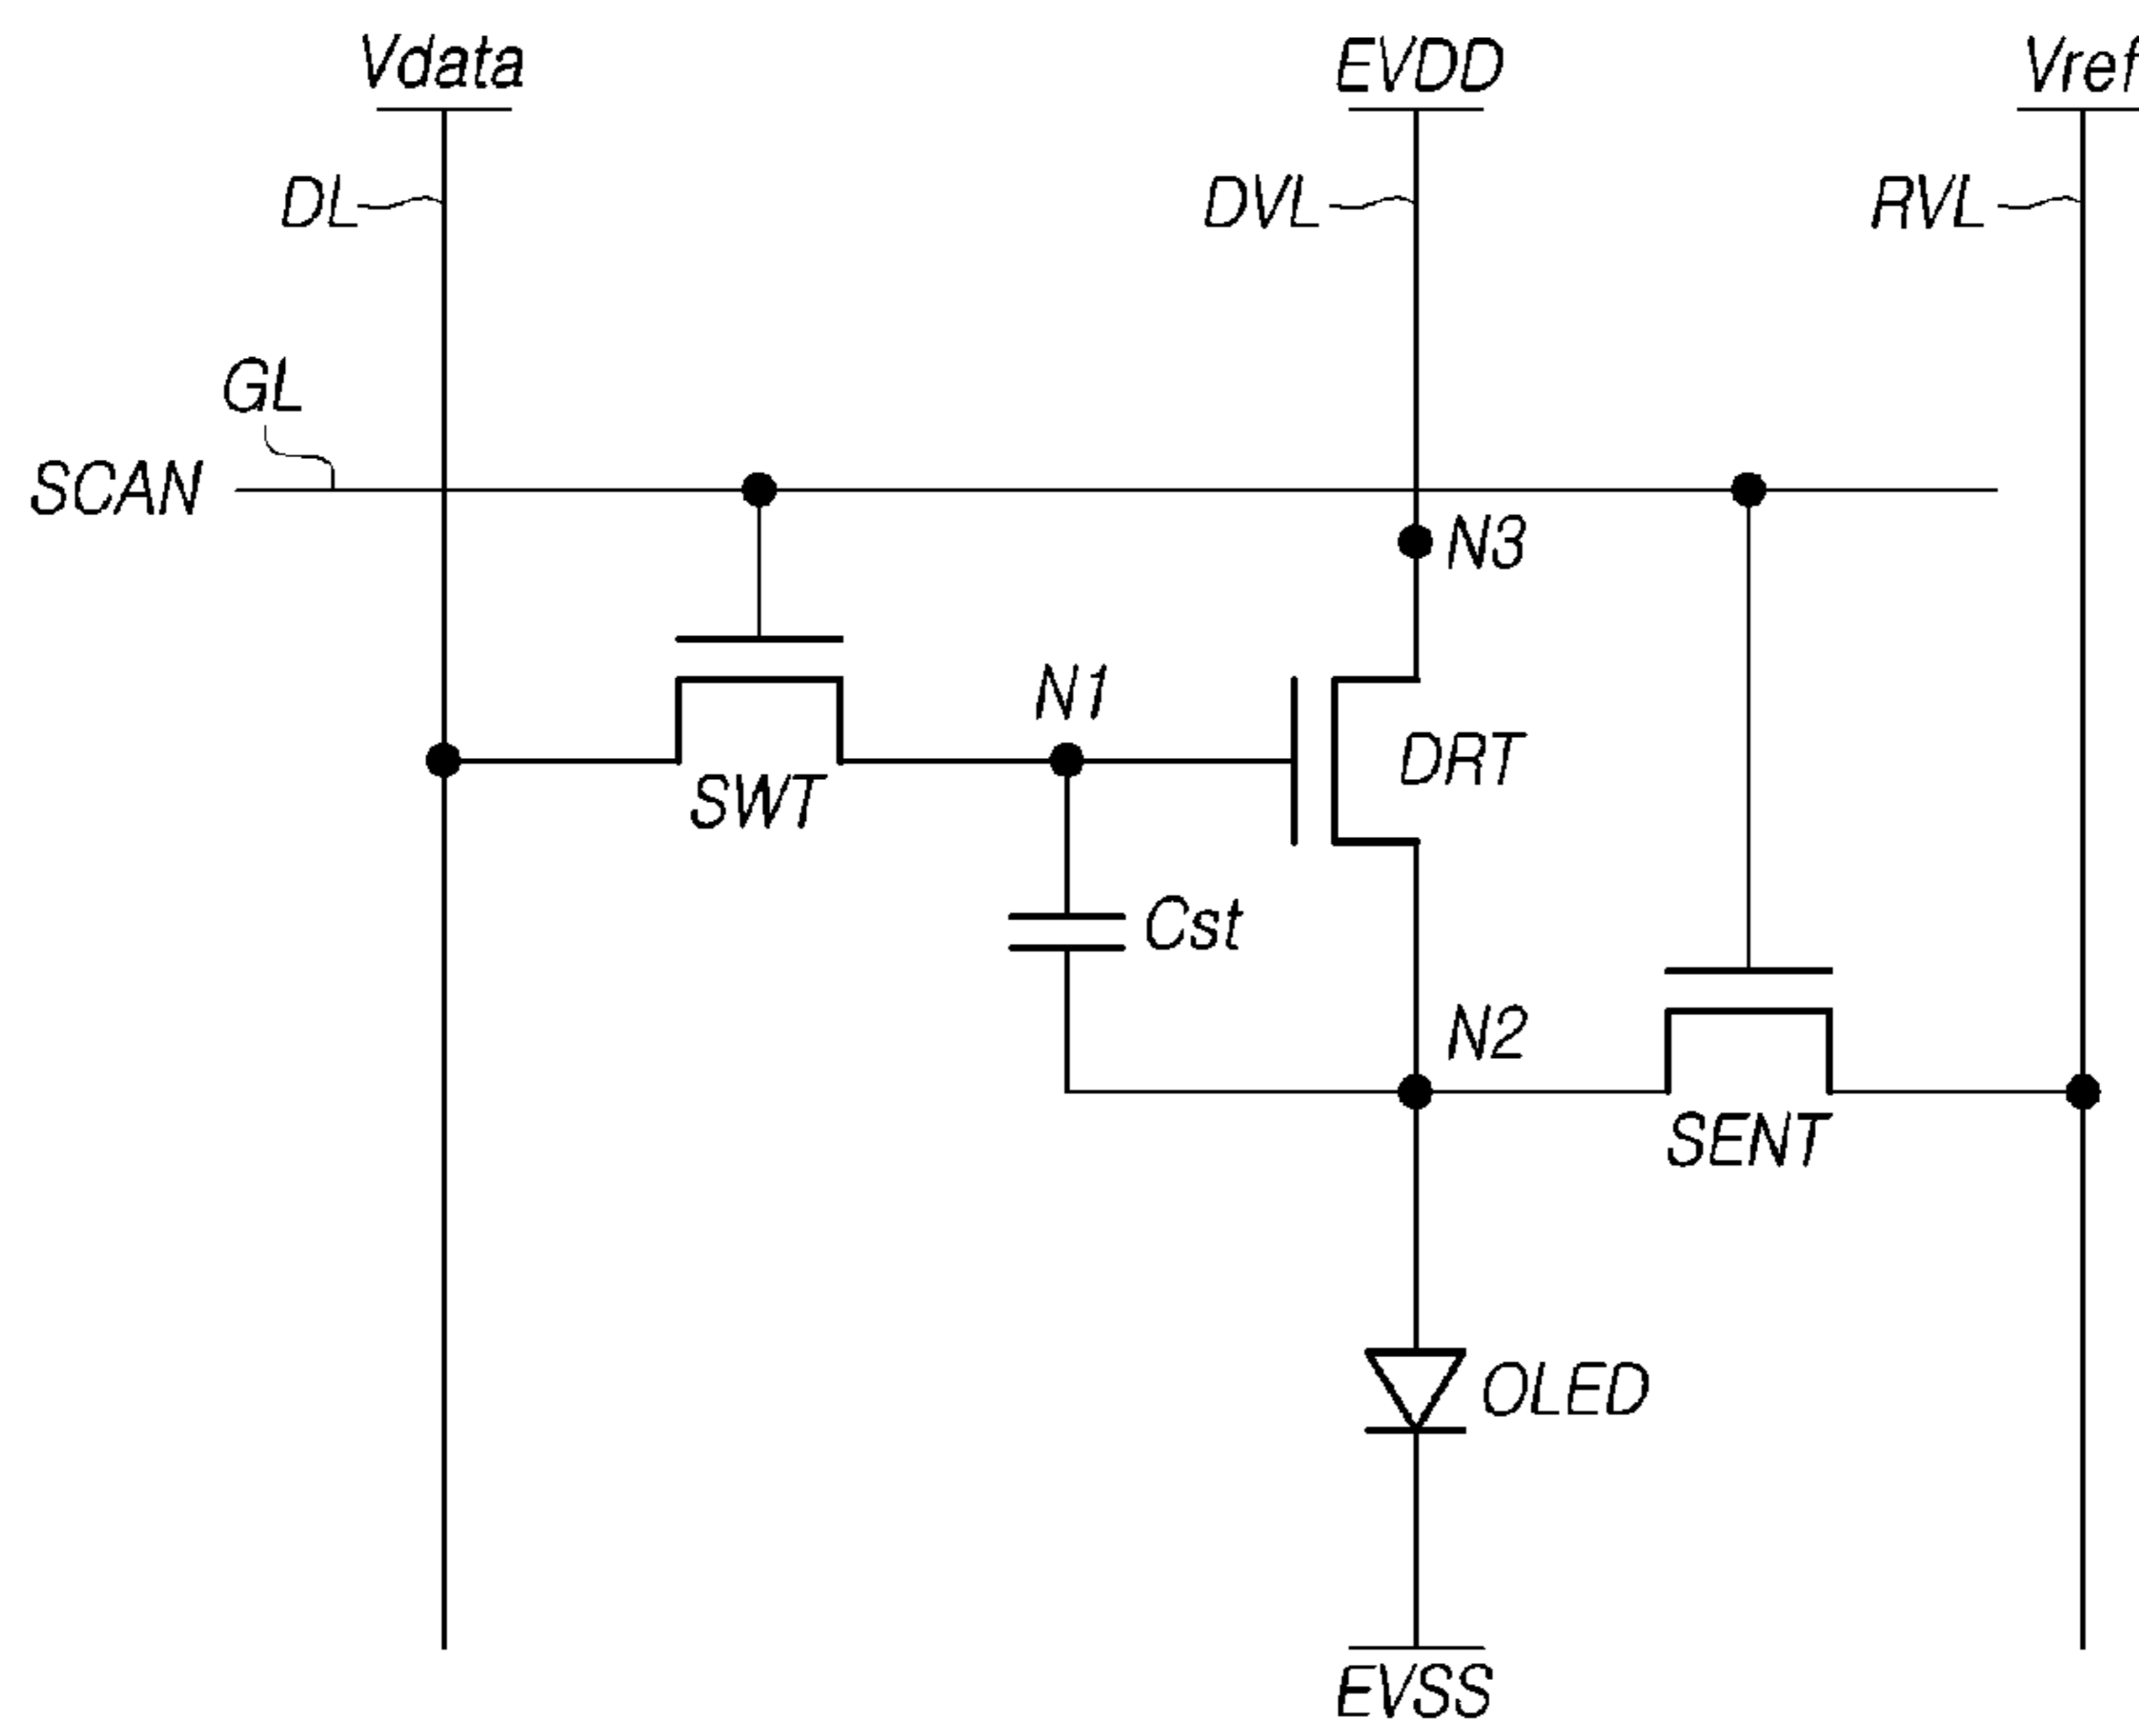 Vdata
EVDD
Vref
DL
DVL
RVL
GL
SCAN
N3
N1
DRT
SWT
Cst
N2
SENT
OLED
EVSS